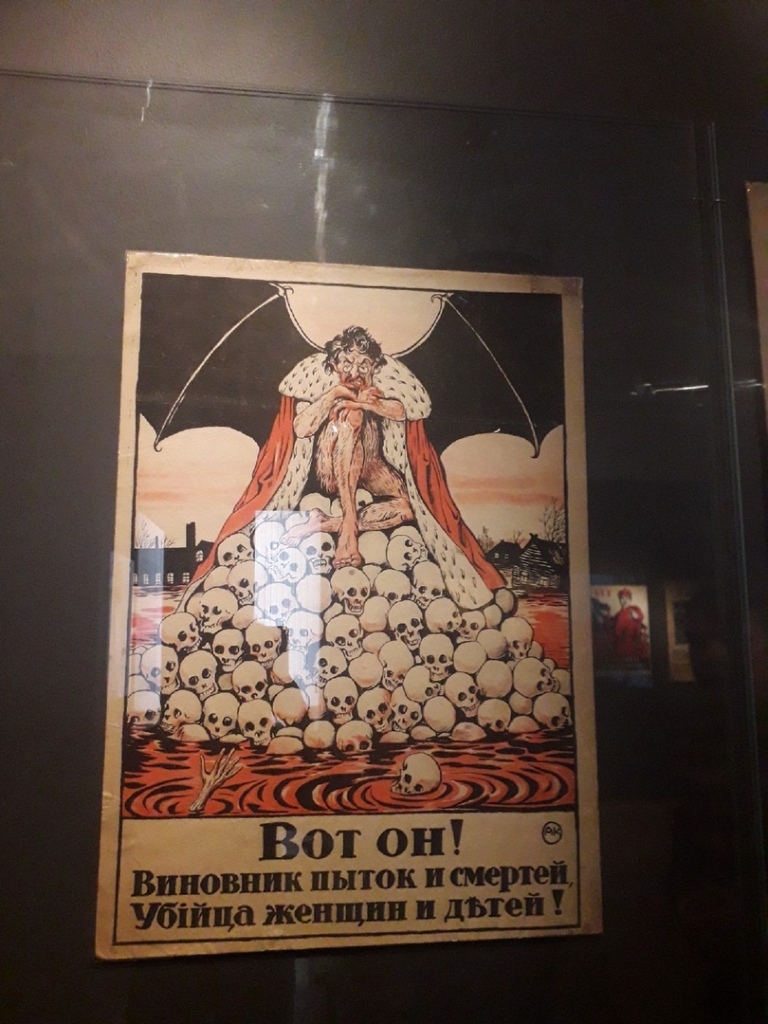 Вот он!
Виновник пыток и смертей,
Убійца женщин и дѣтей!